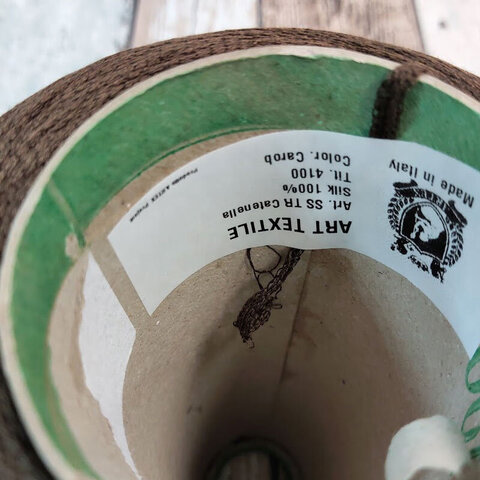 ART TEXTILE
Art. SS TR Catenella
Silk 100%
Tit. 4100
Color. Carob
Made in Italy